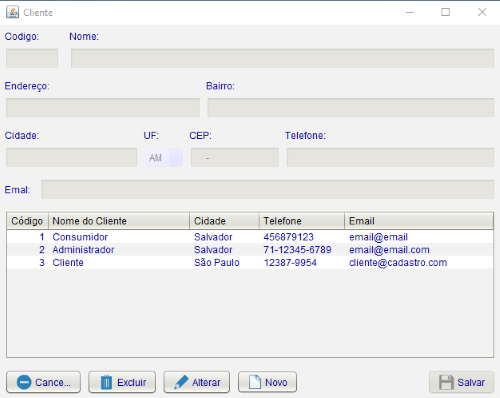 Cliente
Codigo: Nome:
Endereço: Bairro:
Cidade: UF: CEP: Telefone:
AM -
Emal:
Código Nome do Cliente Cidade Telefone Email
1 Consumidor Salvador 456879123 email@email
2 Administrador Salvador 71-12345-6789 email@email.com
3 Cliente São Paulo 12387-9954 cliente@cadastro.com
Cance... Excluir Alterar Novo Salvar